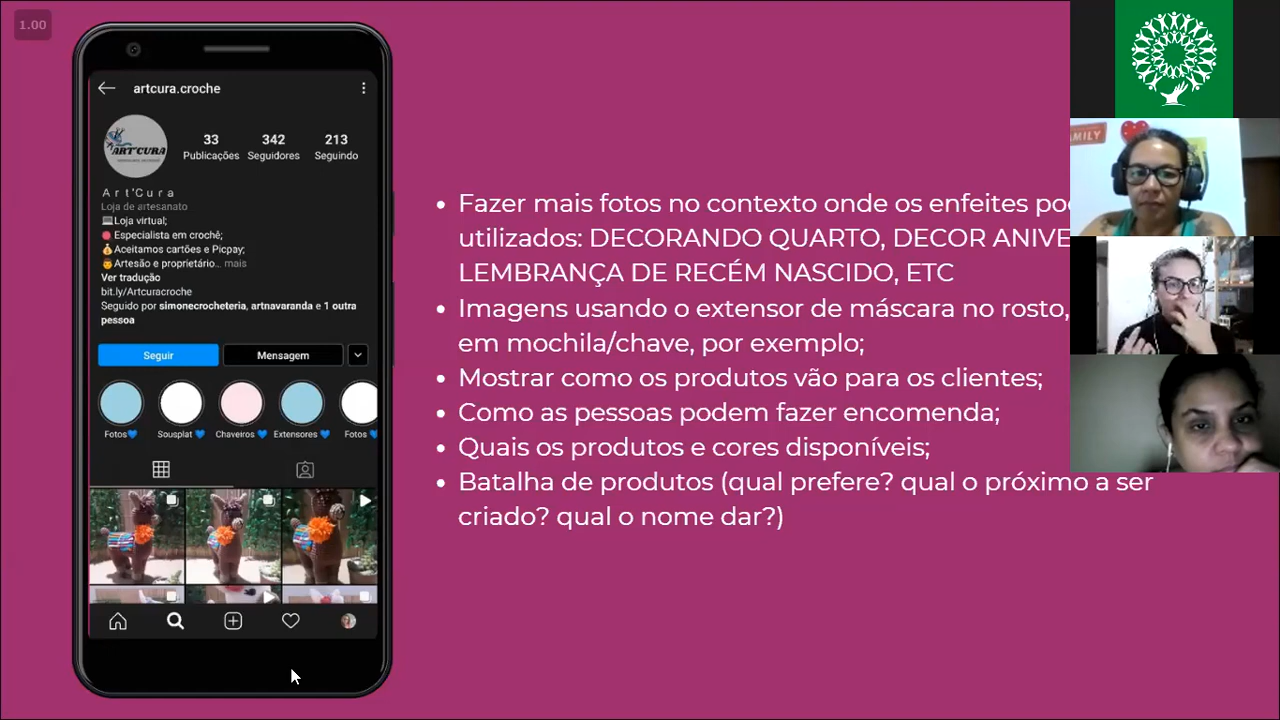 1.00
artcura.croche
ART'CURA
33
342
213
Publicações
Seguidores
Seguindo
Art'Cura
Loja de artesanato
Loja virtual;
Especialista em crochê;
Aceitamos cartões e Picpay;
Artesão e proprietário... mais
Ver tradução
bit.ly/Artcuracroche
Seguido por simonecrocheteria, artnavaranda e 1 outra
pessoa
Seguir
Mensagem
Fotos💙
Sousplat 💙
Chaveiros 💙
Extensores 💙
Fotos 💙
• Fazer mais fotos no contexto onde os enfeites
utilizados: DECORANDO QUARTO, DECOR
LEMBRANÇA DE RECÉM NASCIDO, ETC
• Imagens usando o extensor de máscara no rosto,
em mochila/chave, por exemplo;
• Mostrar como os produtos vão para os clientes;
• Como as pessoas podem fazer encomenda;
• Quais os produtos e cores disponíveis;
• Batalha de produtos (qual prefere? qual o próximo a ser
criado? qual o nome dar?)
FAMILY